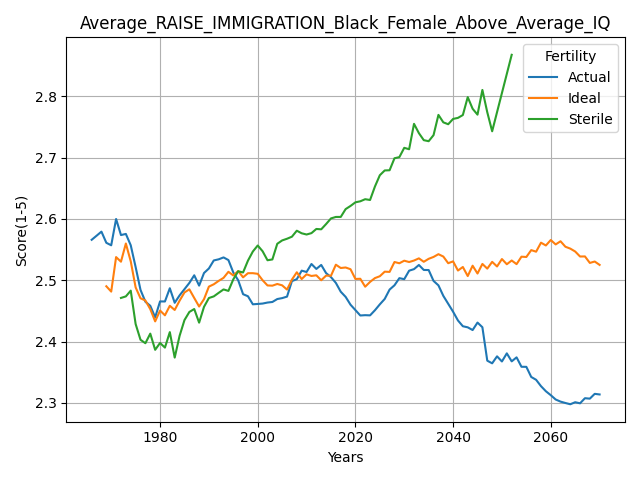 Average_RAISE_IMMIGRATION_Black_Female_Above_Average_IQ
Fertility
Actual
Ideal
Sterile
Score(1-5)
2.8
2.7
2.6
2.5
2.4
2.3
1980 2000 2020 2040 2060
Years